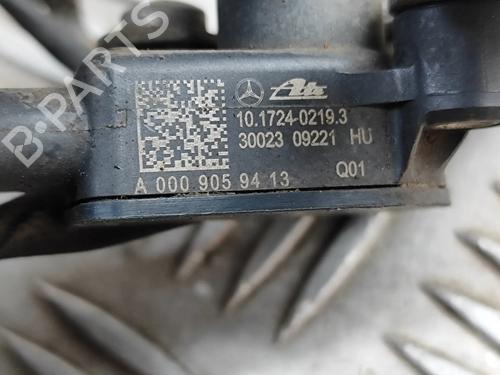 B-PARTS
Ate
10.1724-0219.3
30023 09221 HU
A 000 905 94 13 Q01